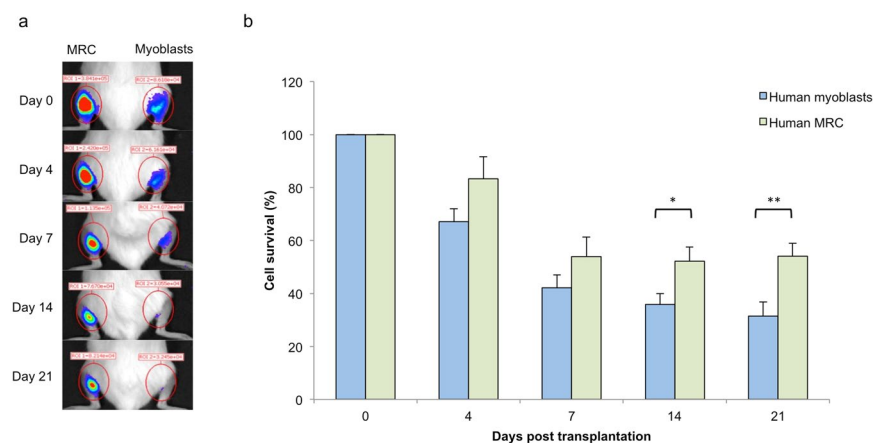 a
b
MRC
Myoblasts
Day 0
Day 4
Day 7
Day 14
Day 21
Human myoblasts
Human MRC
Cell survival (%)
120
100
80
60
40
20
0
*
**
0 4 7 14 21
Days post transplantation